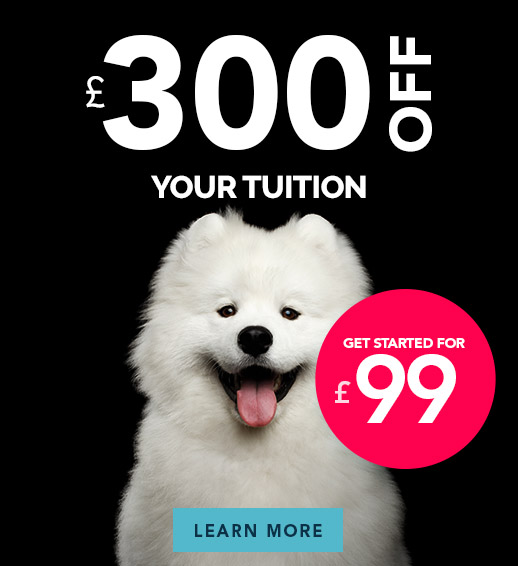 £300 OFF
YOUR TUITION
GET STARTED FOR
£99
LEARN MORE